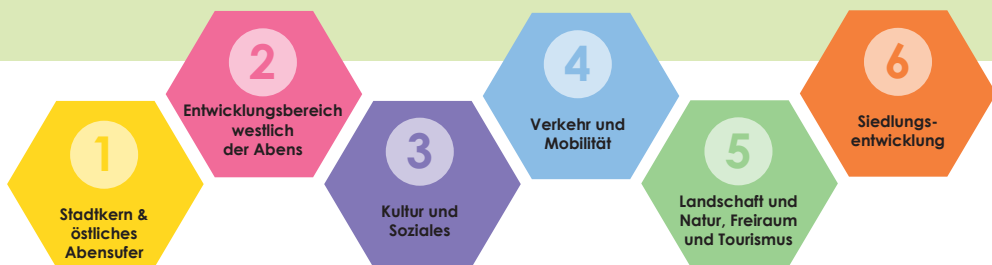 1
Stadtkern &
östliches
Abensufer
2
Entwicklungsbereich
westlich
der Abens
3
Kultur und
Soziales
4
Verkehr und
Mobilität
5
Landschaft und
Natur, Freiraum
und Tourismus
6
Siedlungs-
entwicklung